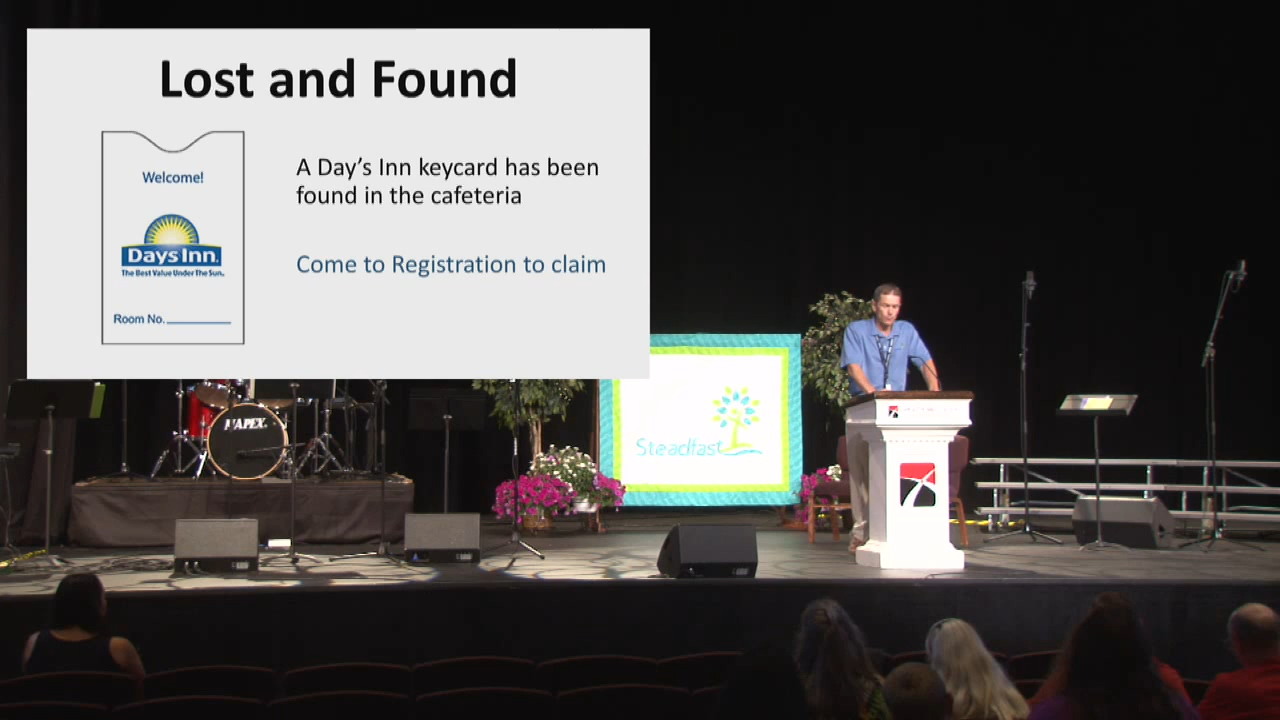 Lost and Found
Welcome!
Days Inn.
The Best Value Under The Sun.
Room No.
A Day's Inn keycard has been
found in the cafeteria
Come to Registration to claim
MAPEX.
Steadfast